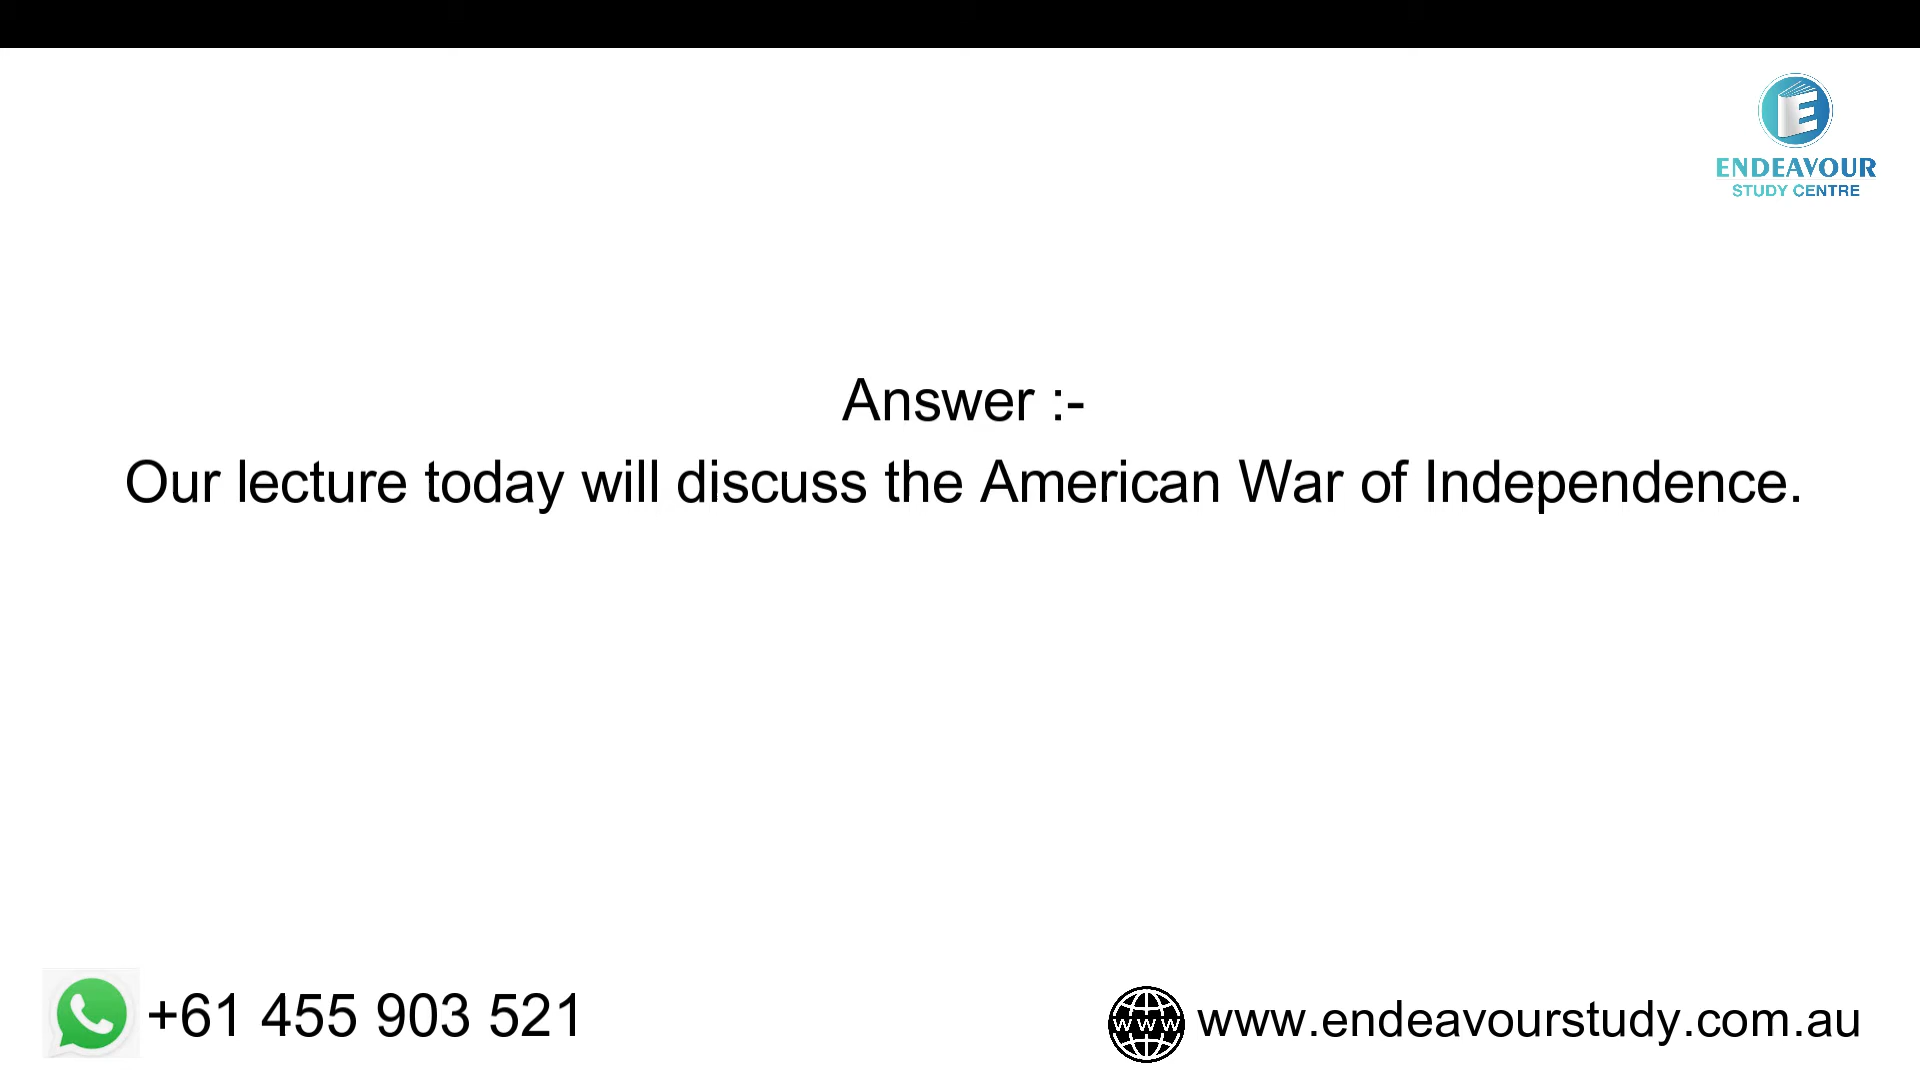 E
ENDEAVOUR
STUDY CENTRE
Answer :-
Our lecture today will discuss the American War of Independence.
+61 455 903 521
www
www.endeavourstudy.com.au